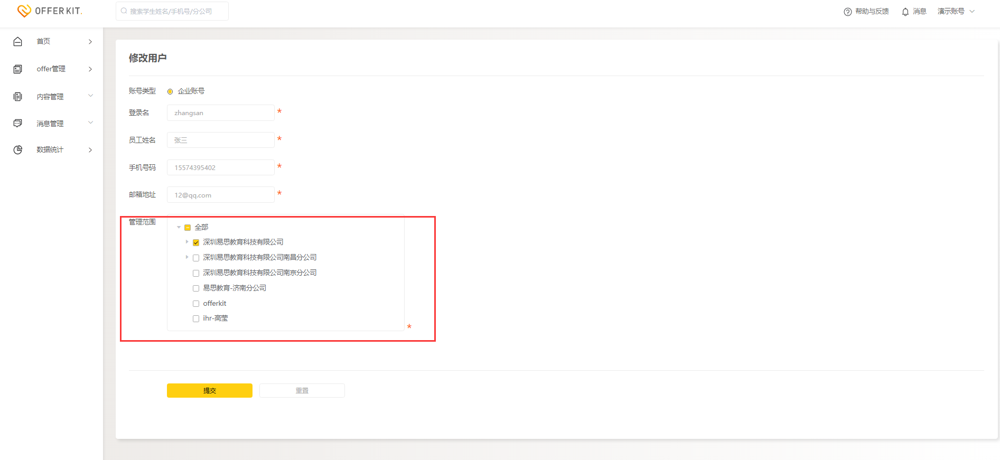 OFFER KIT.
搜索学生姓名/手机号/分公司
帮助与反馈
消息
演示账号
首页
offer管理
内容管理
消息管理
数据统计
修改用户
账号类型
企业账号
登录名
zhangsan
*
员工姓名
张三
*
手机号码
15574395402
*
邮箱地址
12@qq.com
*
管理范围
全部
深圳易思教育科技有限公司
深圳易思教育科技有限公司南昌分公司
深圳易思教育科技有限公司南京分公司
易思教育-济南分公司
offerkit
ihr-高莹
*
提交
重置